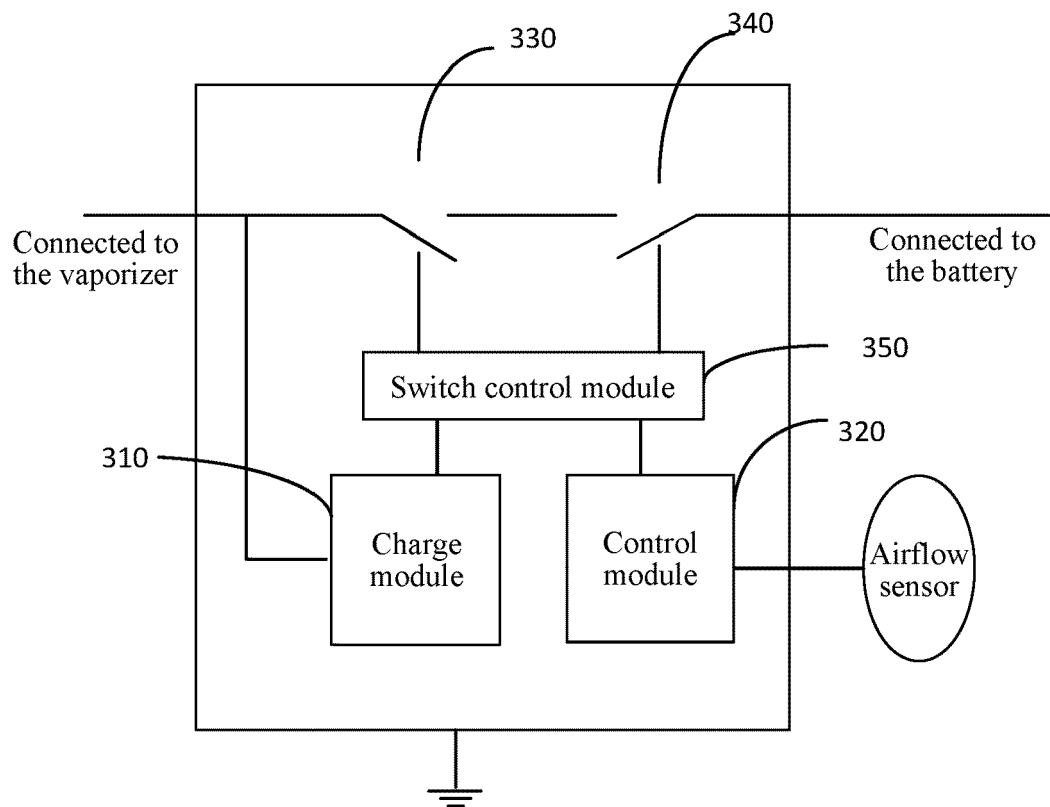 330
340
Connected to
the vaporizer
Connected to
the battery
350
Switch control module
320
310
Charge
module
Control
module
Airflow
sensor